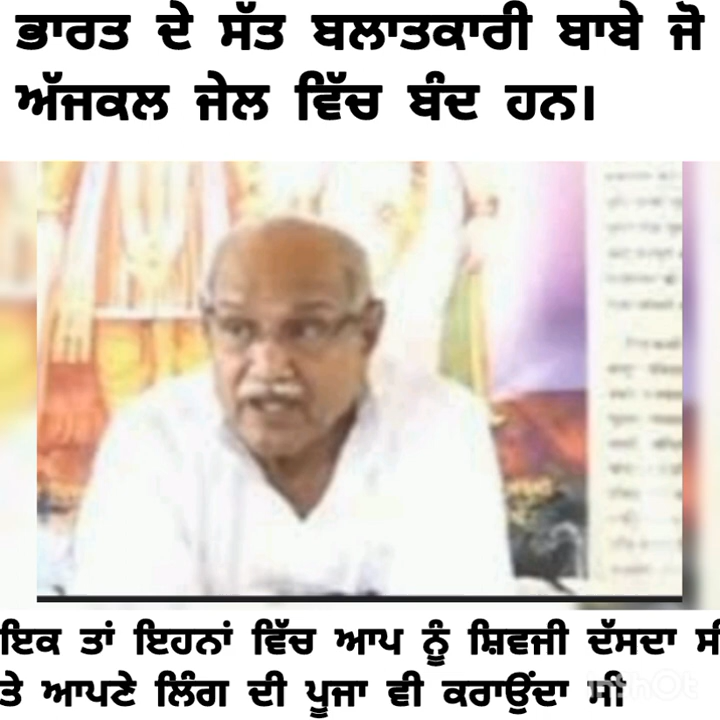 ਭਾਰਤ ਦੇ ਸੱਤ ਬਲਾਤਕਾਰੀ ਬਾਬੇ ਜੋ
ਅੱਜਕਲ ਜੇਲ ਵਿੱਚ ਬੰਦ ਹਨ।
ਇਕ ਤਾਂ ਇਹਨਾਂ ਵਿੱਚ ਆਪ ਨੂੰ ਸ਼ਿਵਜੀ ਦੱਸਦਾ ਸੀ
ਤੇ ਆਪਣੇ ਲਿੰਗ ਦੀ ਪੂਜਾ ਵੀ ਕਰਾਉਂਦਾ ਸੀ